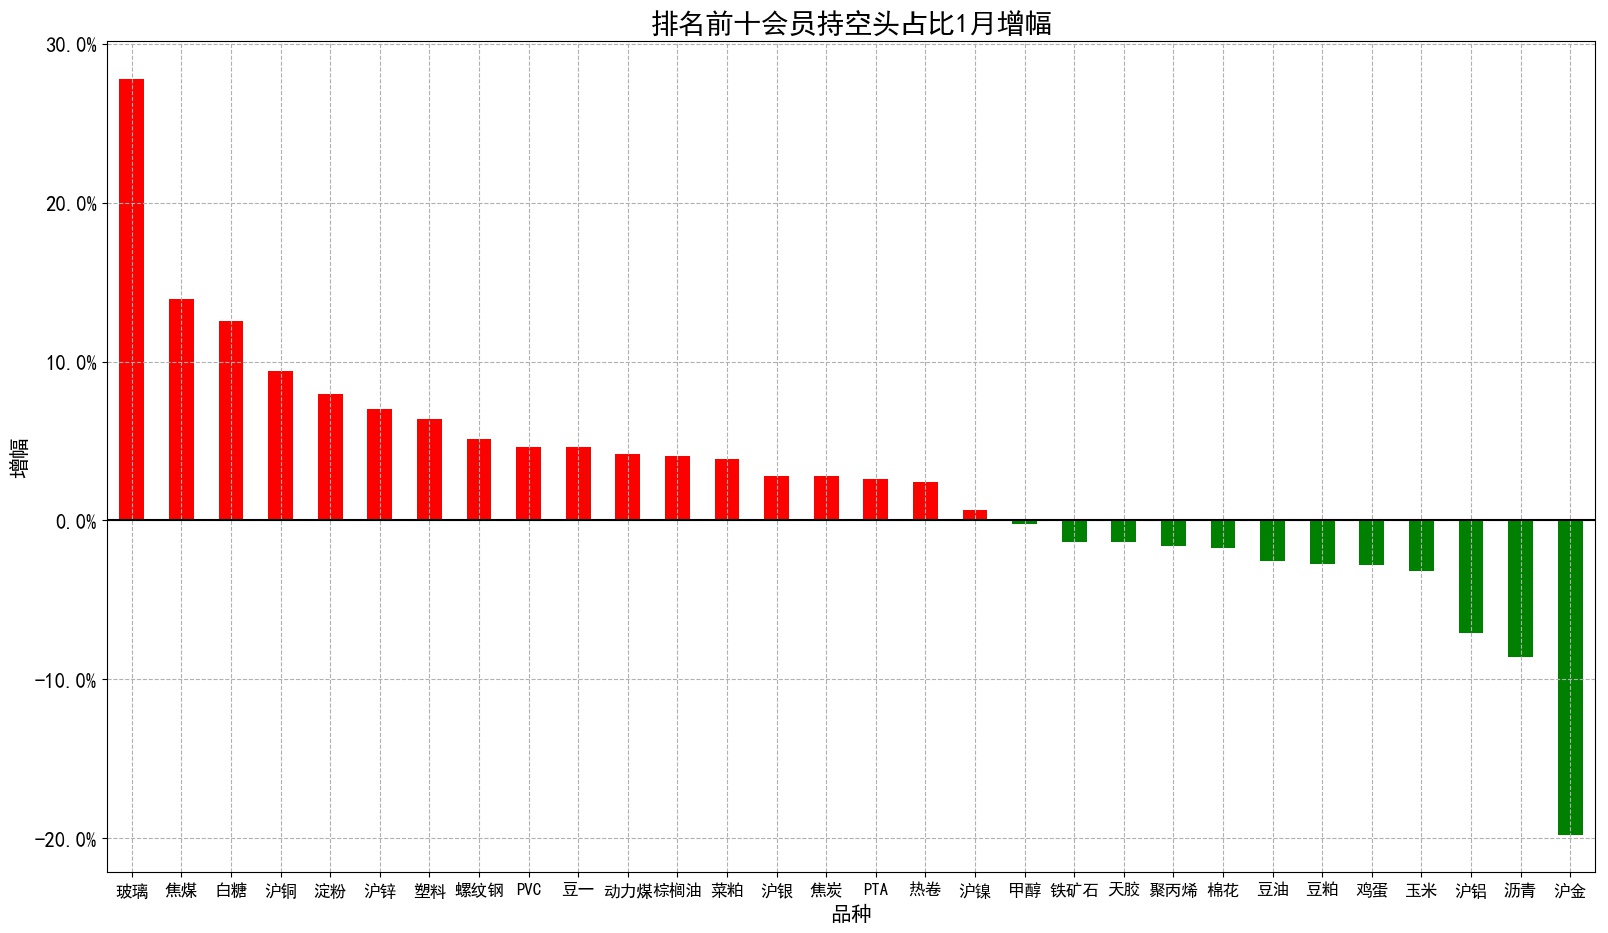 排名前十会员持空头占比1月增幅
30.0%
20.0%
10.0%
0.0%
-10.0%
-20.0%
增幅
玻璃 焦煤 白糖 沪铜 淀粉 沪锌 塑料 螺纹钢 PVC 豆一 动力煤 棕榈油 菜粕 沪银 焦炭 PTA 热卷 沪镍 甲醇 铁矿石 天胶 聚丙烯 棉花 豆油 豆粕 鸡蛋 玉米 沪铝 沥青 沪金
品种